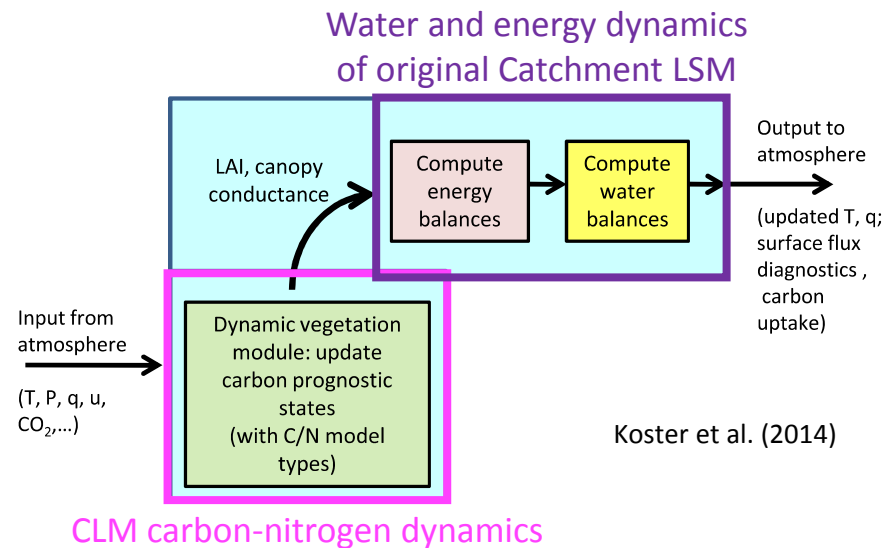 Water and energy dynamics
of original Catchment LSM
LAI, canopy
conductance
Compute
energy
balances
Compute
water
balances
Output to
atmosphere
(updated T, q;
surface flux
diagnostics ,
carbon
uptake)
Input from
atmosphere
(T, P, q, u,
CO₂,...)
Dynamic vegetation
module: update
carbon prognostic
states
(with C/N model
types)
Koster et al. (2014)
CLM carbon-nitrogen dynamics